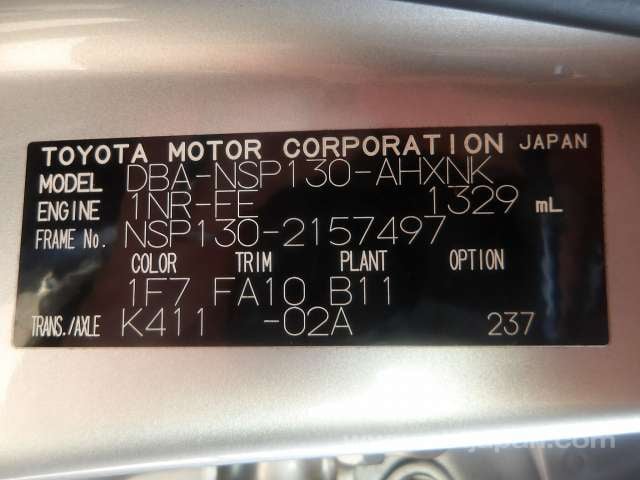 TOYOTA MOTOR CORPORATION JAPAN
MODEL DBA-NSP130-AHXNK
ENGINE 1NR-FE 1329 mL
FRAME No. NSP130-2157497
COLOR TRIM PLANT OPTION
1F7 FA10 B11
TRANS./AXLE K411 -02A 237